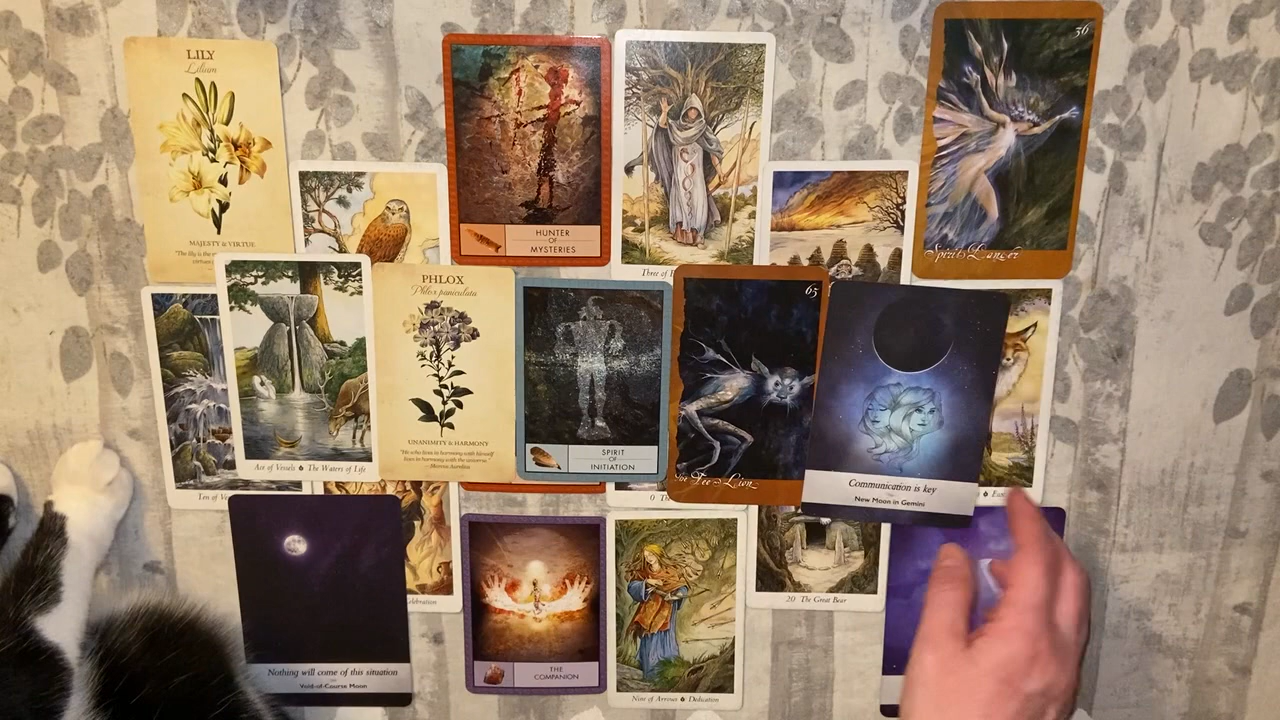 LILY
Lilium
MAJESTY & VIRTUE
"The lily is the
HUNTER
OF
MYSTERIES
Three of
36
Spirit Dancer
Ace of Vessels The Waters of Life
Ten of
PHLOX
Phlox paniculata
UNANIMITY & HARMONY
"He who lives in harmony with himself
lives in harmony with the universe."
—Marcus Aurelius
SPIRIT
OF
INITIATION
0 The
65
The Fee Lion
Communication is key
New Moon in Gemini
Nothing will come of this situation
Void-of-Course Moon
Celebration
THE
COMPANION
Nine of Arrows Dedication
20 The Great Bear